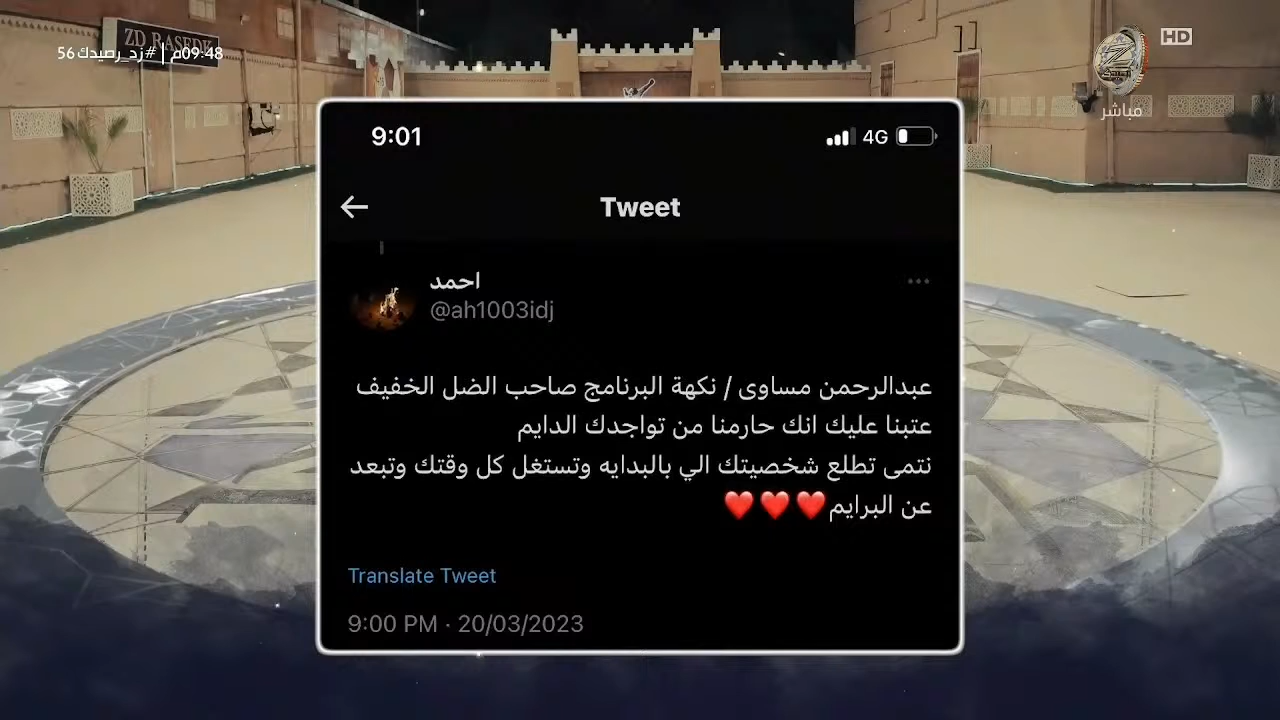 09:48م | #زد_رصيدك56
ZD RASEDK
HD
مباشر
9:01
4G
Tweet
احمد
@ah1003idj
عبدالرحمن مساوى / نكهة البرنامج صاحب الضل الخفيف
عتبنا عليك انك حارمنا من تواجدك الدايم
نتمى تطلع شخصيتك الي بالبدايه وتستغل كل وقتك وتبعد
عن البرايم❤️❤️❤️
Translate Tweet
9:00 PM · 20/03/2023